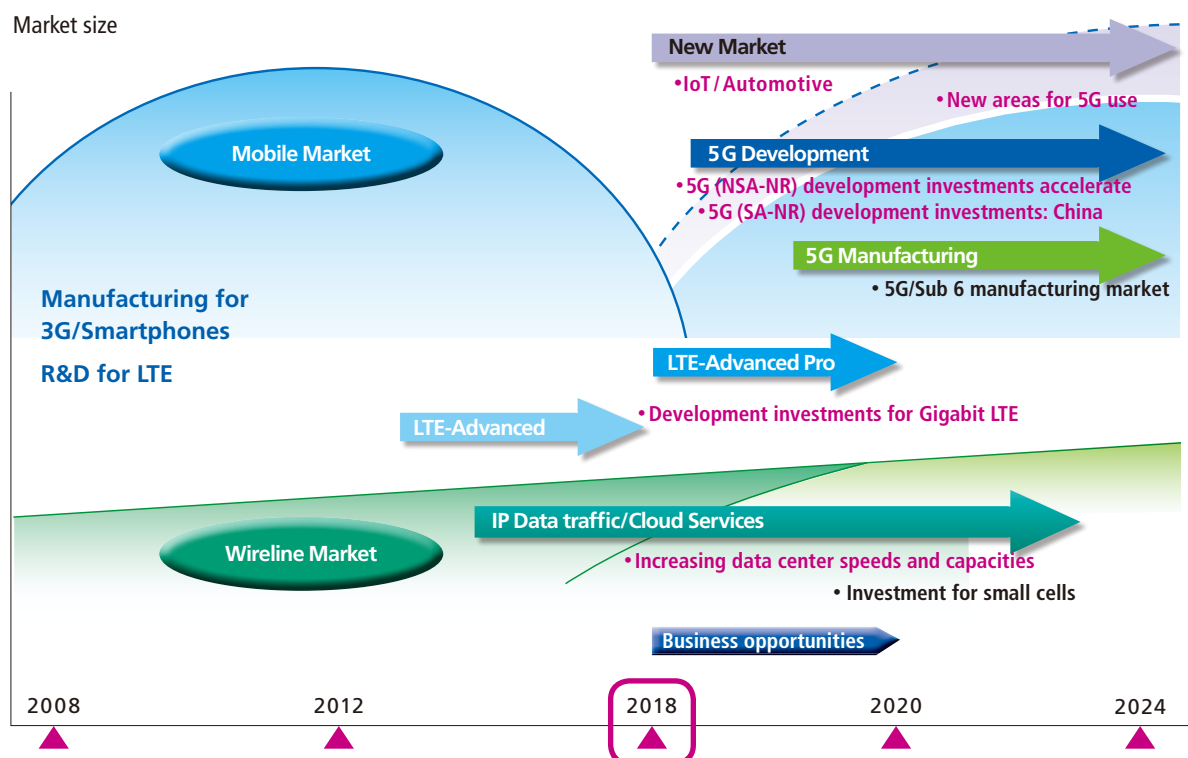 Market size
New Market
•IoT / Automotive
•New areas for 5G use
Mobile Market
5G Development
•5G (NSA-NR) development investments accelerate
•5G (SA-NR) development investments: China
5G Manufacturing
• 5G/Sub 6 manufacturing market
Manufacturing for
3G/Smartphones
R&D for LTE
LTE-Advanced Pro
•Development investments for Gigabit LTE
LTE-Advanced
IP Data traffic/Cloud Services
Wireline Market
•Increasing data center speeds and capacities
• Investment for small cells
Business opportunities
2008 2012 2018 2020 2024